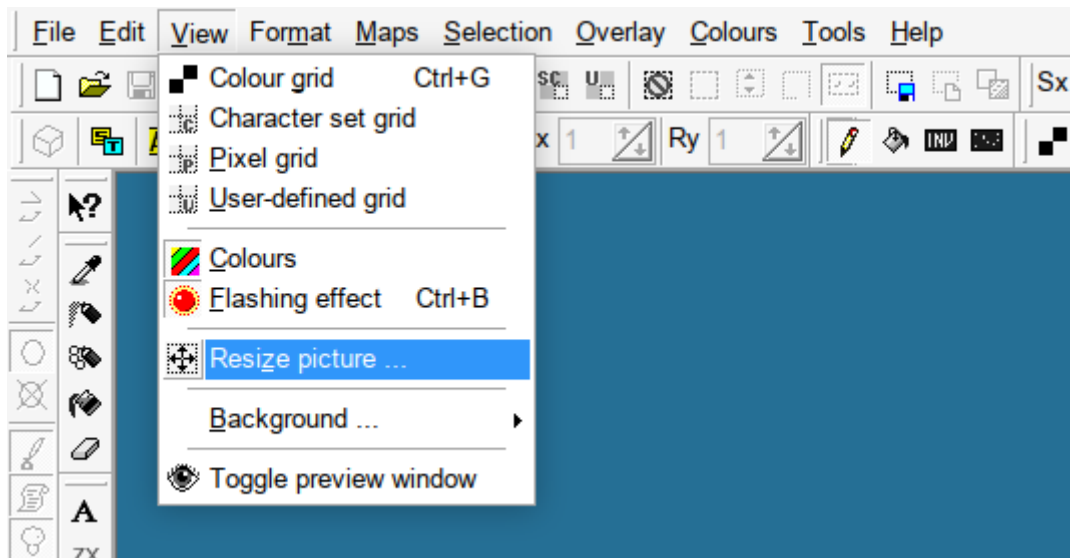 File Edit View Format Maps Selection Overlay Colours Tools Help
Colour grid Ctrl+G
SC U Sx
Character set grid
x 1 Ry 1 INV
Pixel grid
User-defined grid
Colours
Flashing effect Ctrl+B
Resize picture ...
Background ...
Toggle preview window
A
ZX